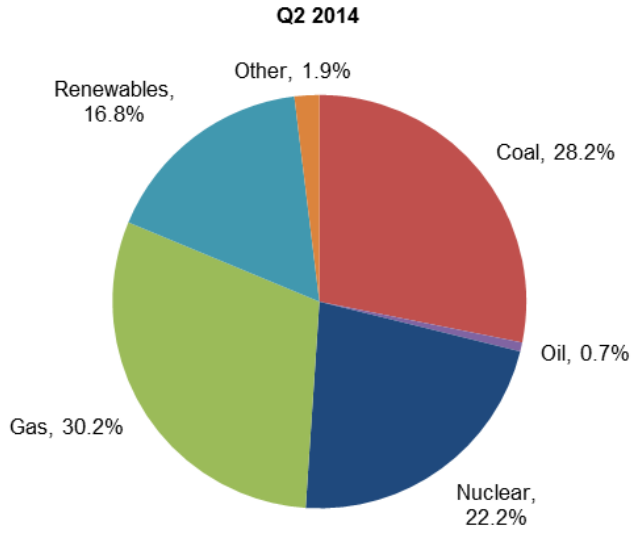 Q2 2014
Other, 1.9%
Renewables,
16.8%
Coal, 28.2%
Oil, 0.7%
Gas, 30.2%
Nuclear,
22.2%